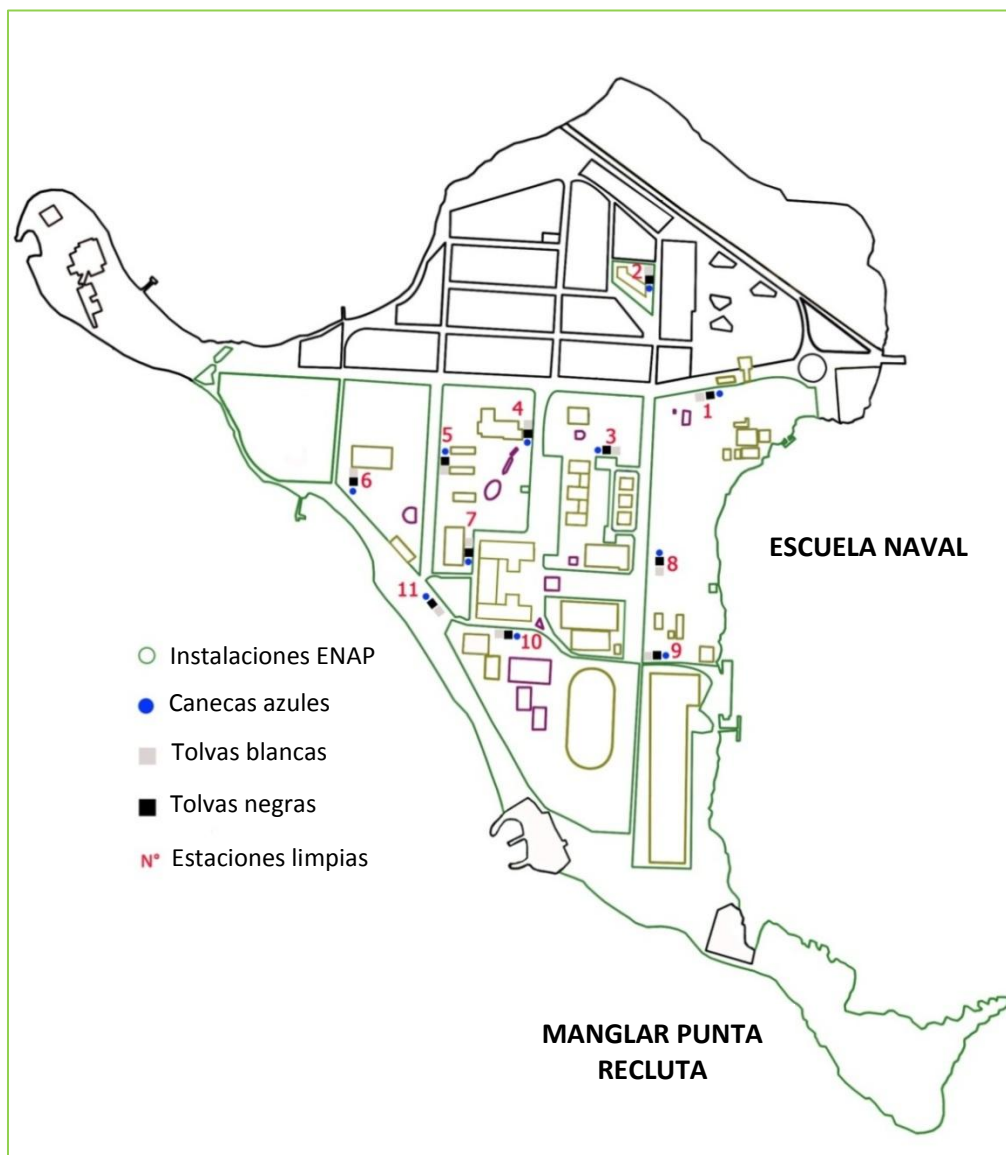 2
1
4
3
5
6
7
ESCUELA NAVAL
8
11
10
9
Instalaciones ENAP
Canecas azules
Tolvas blancas
Tolvas negras
N° Estaciones limpias
MANGLAR PUNTA
RECLUTA